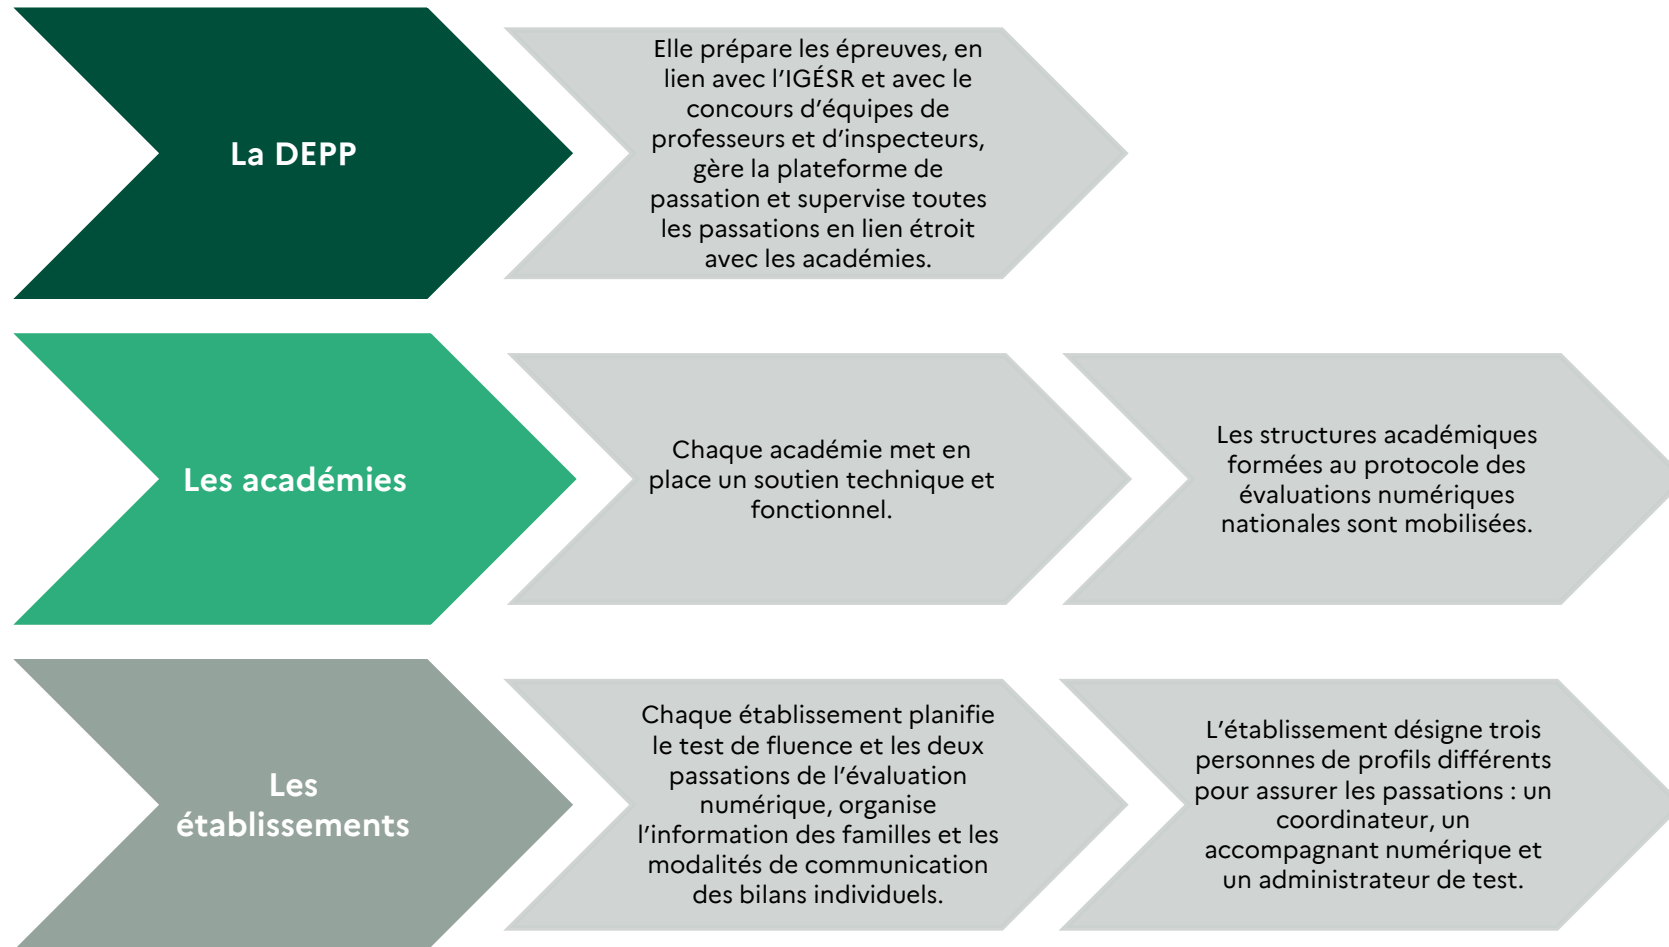 La DEPP
Elle prépare les épreuves, en
lien avec l’IGÉSR et avec le
concours d’équipes de
professeurs et d’inspecteurs,
gère la plateforme de
passation et supervise toutes
les passations en lien étroit
avec les académies.
Les académies
Chaque académie met en
place un soutien technique et
fonctionnel.
Les structures académiques
formées au protocole des
évaluations numériques
nationales sont mobilisées.
Les
établissements
Chaque établissement planifie
le test de fluence et les deux
passations de l’évaluation
numérique, organise
l’information des familles et les
modalités de communication
des bilans individuels.
L’établissement désigne trois
personnes de profils différents
pour assurer les passations : un
coordinateur, un
accompagnant numérique et
un administrateur de test.